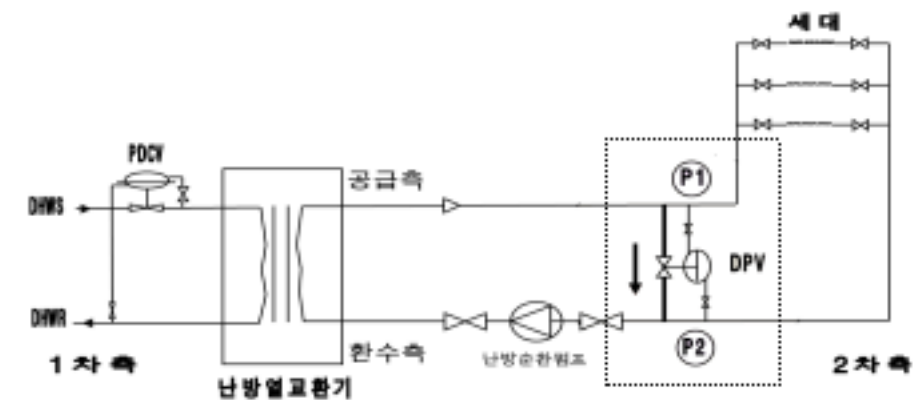 세 대
PDCV
공급측
P1
DHWS
DPV
DHWR
P2
1 차 측
환수측
난방순환펌프
2 차 측
난방열교환기